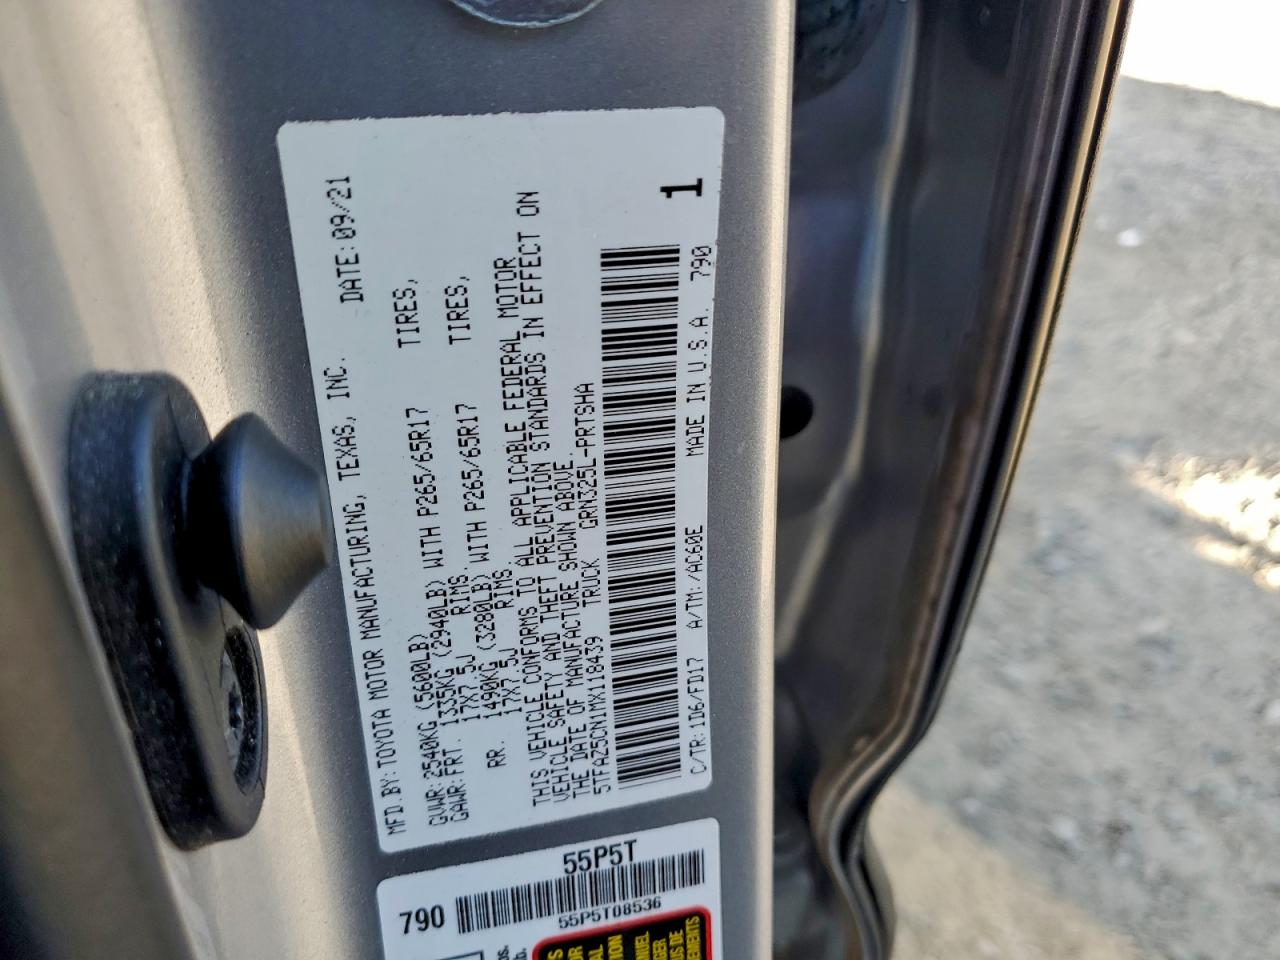 MFD.BY:TOYOTA MOTOR MANUFACTURING, TEXAS, INC. DATE:09/21
GVWR:2540KG (5600LB)
GAWR:FRT. 1335KG (2940LB) WITH P265/65R17 TIRES,
17X7.5J RIMS
RR. 1490KG (3280LB) WITH P265/65R17 TIRES,
17X7.5J RIMS
THIS VEHICLE CONFORMS TO ALL APPLICABLE FEDERAL MOTOR
VEHICLE SAFETY AND THEFT PREVENTION STANDARDS IN EFFECT ON
THE DATE OF MANUFACTURE SHOWN ABOVE.
5TFAZ5CN1MX118439 TRUCK GRN325L-PRTSHA
1
C/TR:1D6/FD17 A/TM:/AC60E MADE IN U.S.A. 790
55P5T
790
55P5T08536